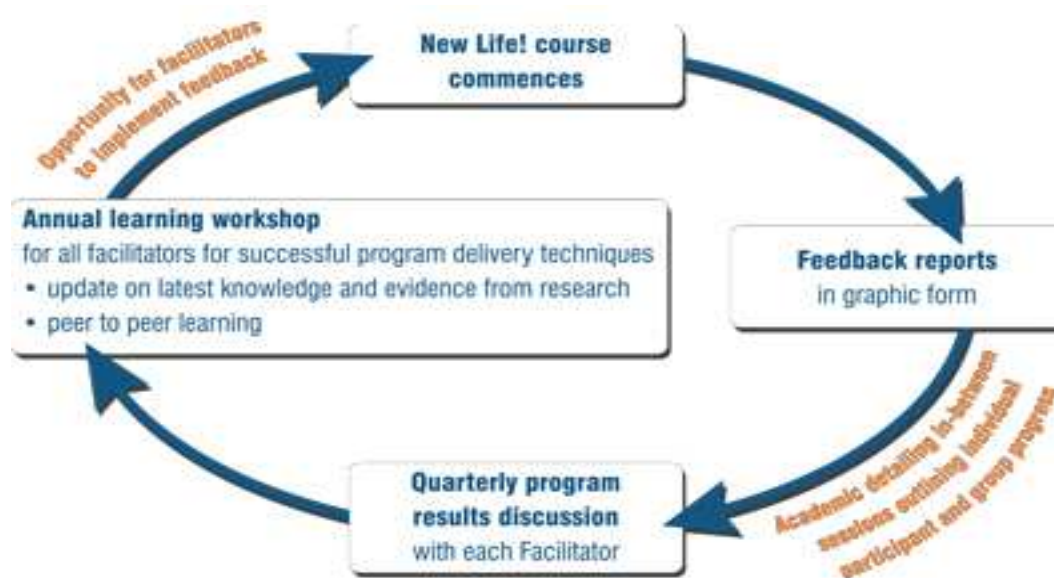 Opportunity for facilitators
to implement feedback
New Life! course
commences
Annual learning workshop
for all facilitators for successful program delivery techniques
• update on latest knowledge and evidence from research
• peer to peer learning
Feedback reports
in graphic form
Academic detailing in-between
sessions outlining individual
participant and group progress
Quarterly program
results discussion
with each Facilitator